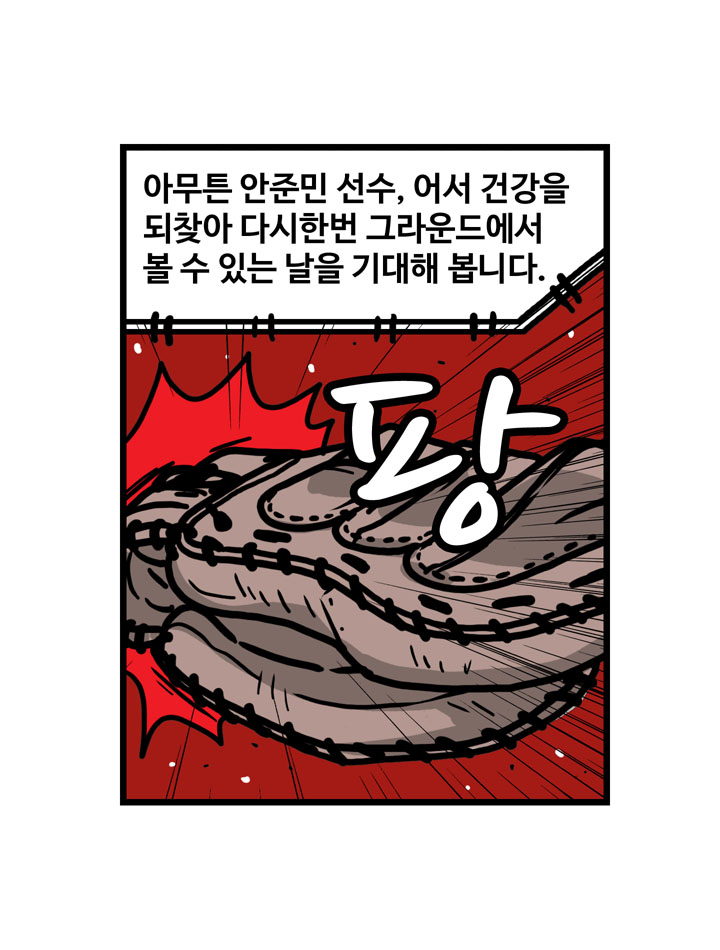 아무튼 안준민 선수, 어서 건강을
되찾아 다시한번 그라운드에서
볼 수 있는 날을 기대해 봅니다.
팡